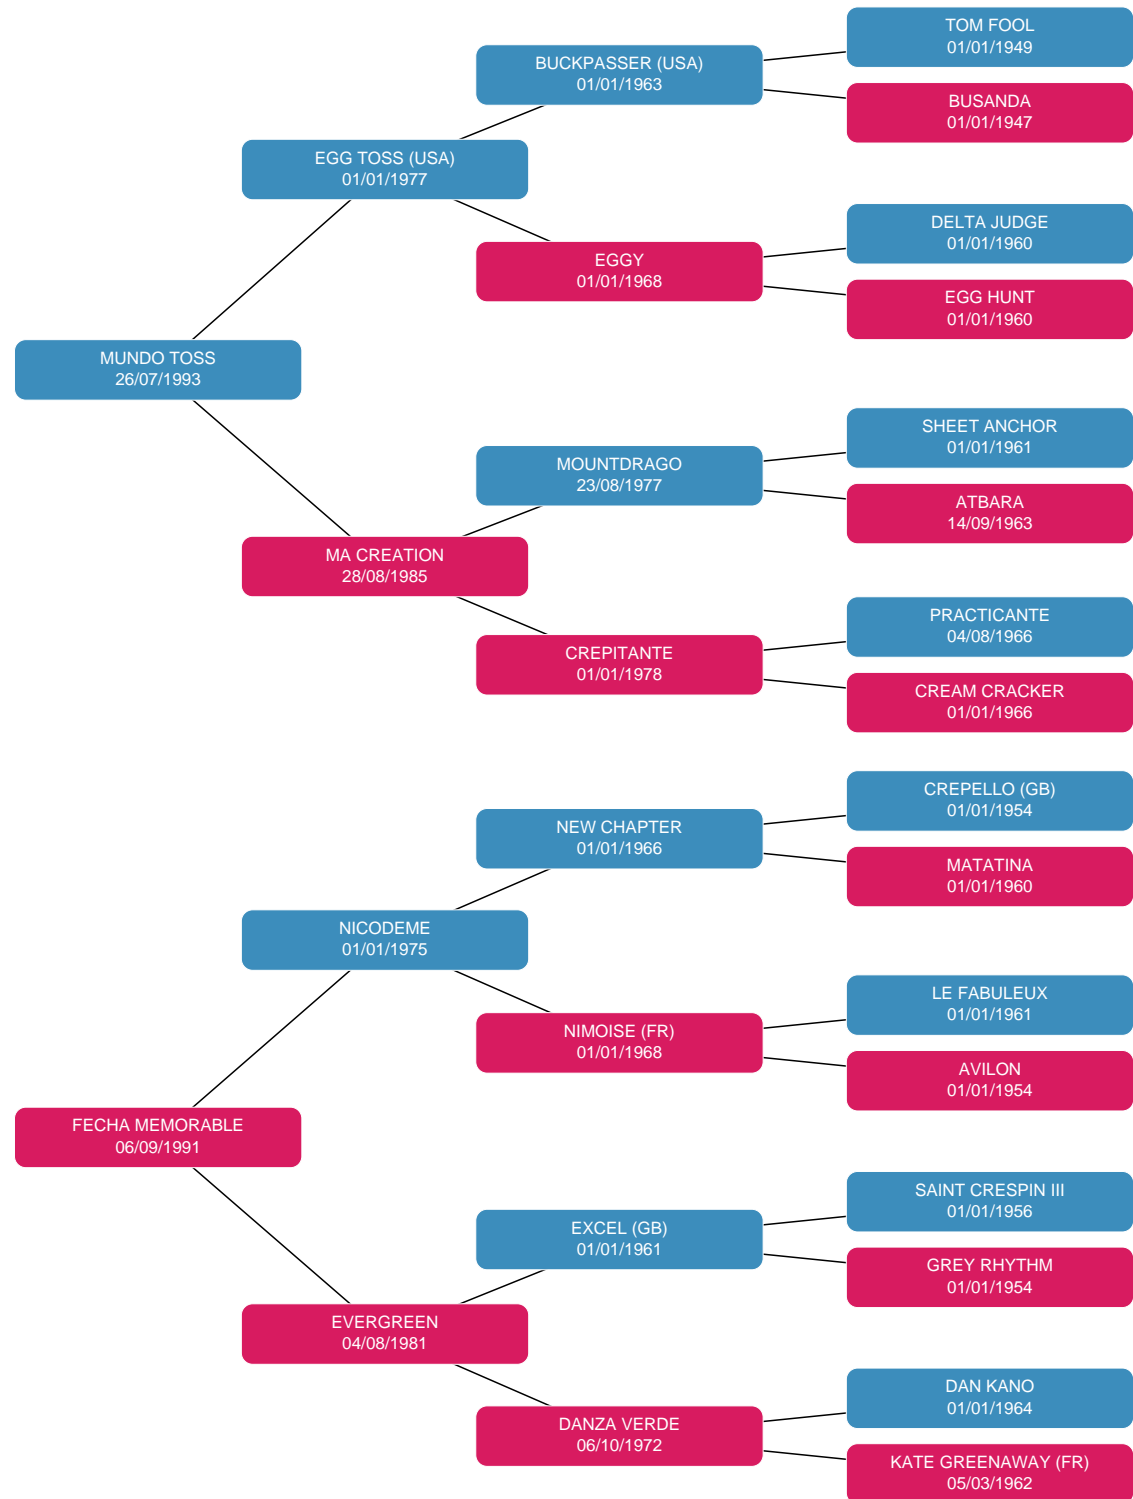 TOM FOOL
01/01/1949
BUCKPASSER (USA)
01/01/1963
BUSANDA
01/01/1947
EGG TOSS (USA)
01/01/1977
DELTA JUDGE
01/01/1960
EGGY
01/01/1968
EGG HUNT
01/01/1960
MUNDO TOSS
26/07/1993
SHEET ANCHOR
01/01/1961
MOUNTDRAGO
23/08/1977
ATBARA
14/09/1963
MA CREATION
28/08/1985
PRACTICANTE
04/08/1966
CREPITANTE
01/01/1978
CREAM CRACKER
01/01/1966
CREPELLO (GB)
01/01/1954
NEW CHAPTER
01/01/1966
MATATINA
01/01/1960
NICODEME
01/01/1975
LE FABULEUX
01/01/1961
NIMOISE (FR)
01/01/1968
AVILON
01/01/1954
FECHA MEMORABLE
06/09/1991
SAINT CRESPIN III
01/01/1956
EXCEL (GB)
01/01/1961
GREY RHYTHM
01/01/1954
EVERGREEN
04/08/1981
DAN KANO
01/01/1964
DANZA VERDE
06/10/1972
KATE GREENAWAY (FR)
05/03/1962